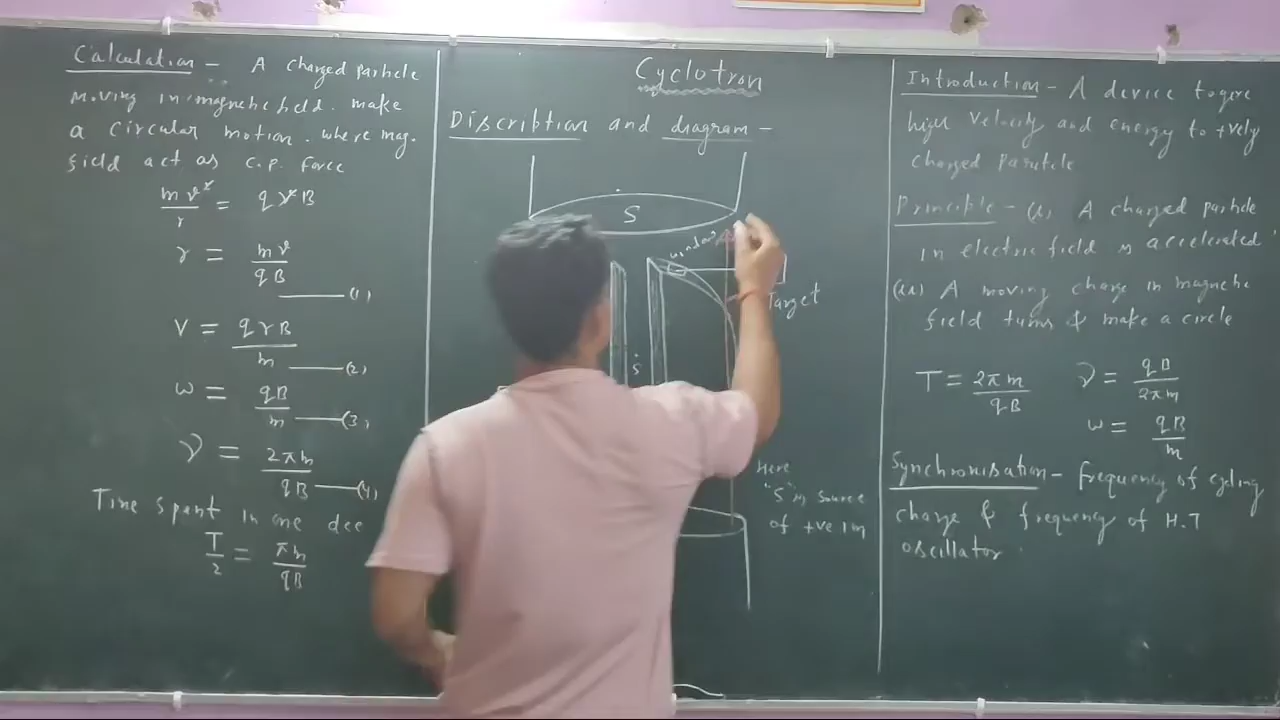 Calculation - A charged particle
moving in magnetic field. make
a circular motion. where mag.
field act as C.P. Force
mv²/r = qvB
r = mv/qB —(1)
V = qrB/m —(2)
ω = qB/m —(3)
ν = 2πm/qB —(4)
Time spent in one dee
T/2 = πm/qB
Cyclotron
Discription and diagram -
S
window
Target
S
Here
"S" is source
of +ve ion
Introduction - A device to give
high velocity and energy to +vely
charged particle
Principle - (i) A charged particle
in electric field is accelerated
(ii) A moving charge in magnetic
field turns & make a circle
T = 2πm/qB ν = qB/2πm
ω = qB/m
Synchronisation - frequency of cycling
charge & frequency of H.T
oscillator.